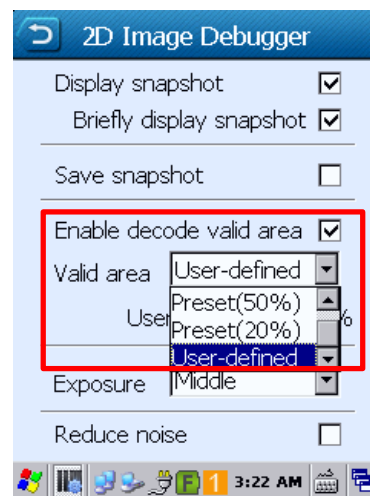 2D Image Debugger
Display snapshot
Briefly display snapshot
Save snapshot
Enable decode valid area
Valid area User-defined
Preset(50%)
User %
Preset(20%)
User-defined
Exposure Middle
Reduce noise
F 1 3:22 AM